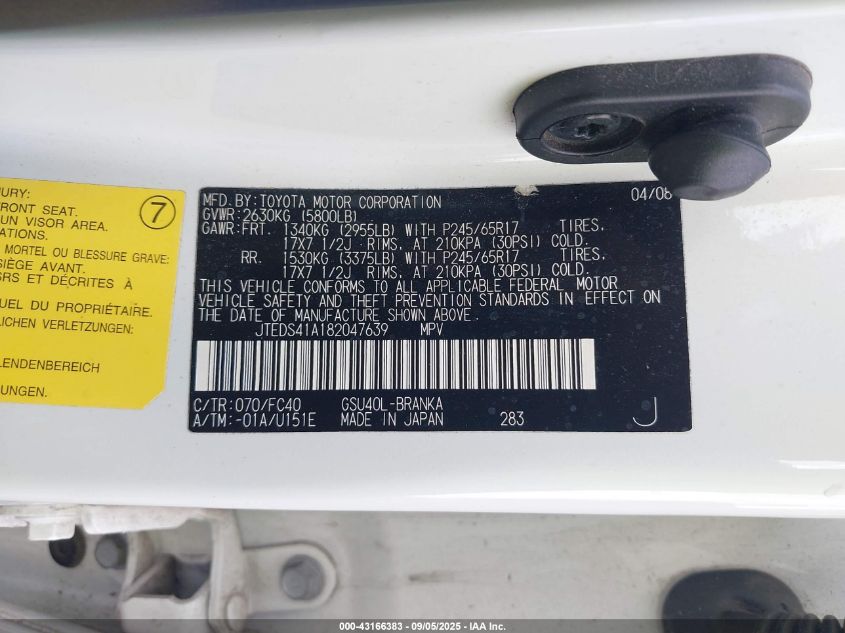 JURY:
RONT SEAT.
N VISOR AREA.
7
MORTEL OU BLESSURE GRAVE:
SIÈGE AVANT.
SRS ET DÉCRITES À
UEL DU PROPRIÉTAIRE.
LICHEN VERLETZUNGEN:
LENDENBEREICH
UNGEN.
MFD.BY:TOYOTA MOTOR CORPORATION 04/08
GVWR:2630KG (5800LB)
GAWR:FRT. 1340KG (2955LB) WITH P245/65R17 TIRES,
17X7 1/2J RIMS, AT 210KPA (30PSI) COLD.
RR. 1530KG (3375LB) WITH P245/65R17 TIRES,
17X7 1/2J RIMS, AT 210KPA (30PSI) COLD.
THIS VEHICLE CONFORMS TO ALL APPLICABLE FEDERAL MOTOR
VEHICLE SAFETY AND THEFT PREVENTION STANDARDS IN EFFECT ON
THE DATE OF MANUFACTURE SHOWN ABOVE.
JTEDS41A182047639 MPV
C/TR:070/FC40 GSU40L-BRANKA
A/TM:-01A/U151E MADE IN JAPAN 283 J
000-43166383 - 09/05/2025 - IAA Inc.